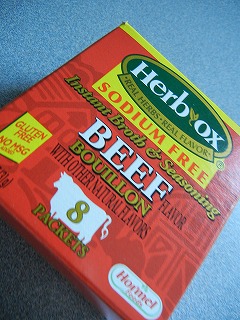 Herb ox
REAL HERBS • REAL FLAVOR
SODIUM FREE
Instant Broth & Seasoning
BEEF
FLAVOR
BOUILLON
WITH OTHER NATURAL FLAVORS
GLUTEN
FREE
NO MSG
8
PACKETS
Hormel
Foods